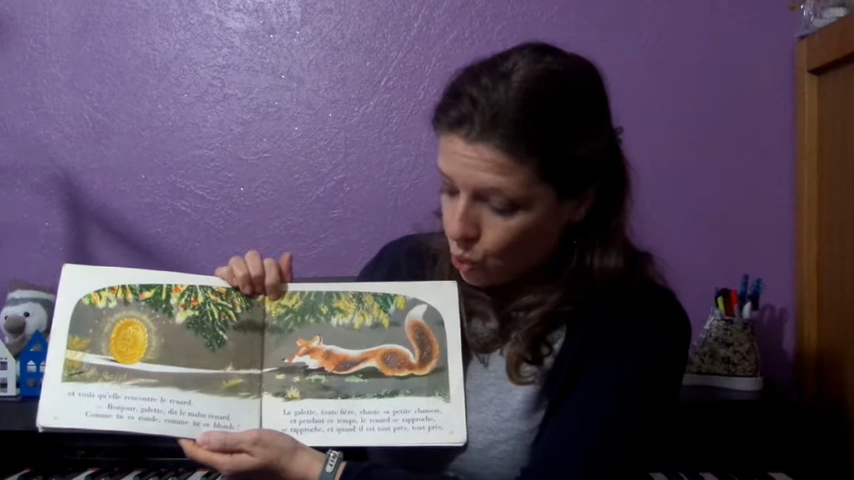 et voilà qu'elle rencontre le renard.
— Bonjour, galette, dit le malin renard.
Comme tu es ronde, comme tu es blonde!
La galette, toute fière, chante sa petite chanson,
et pendant ce temps, le renard se rapproche,
se rapproche, et quand il est tout près, tout près,